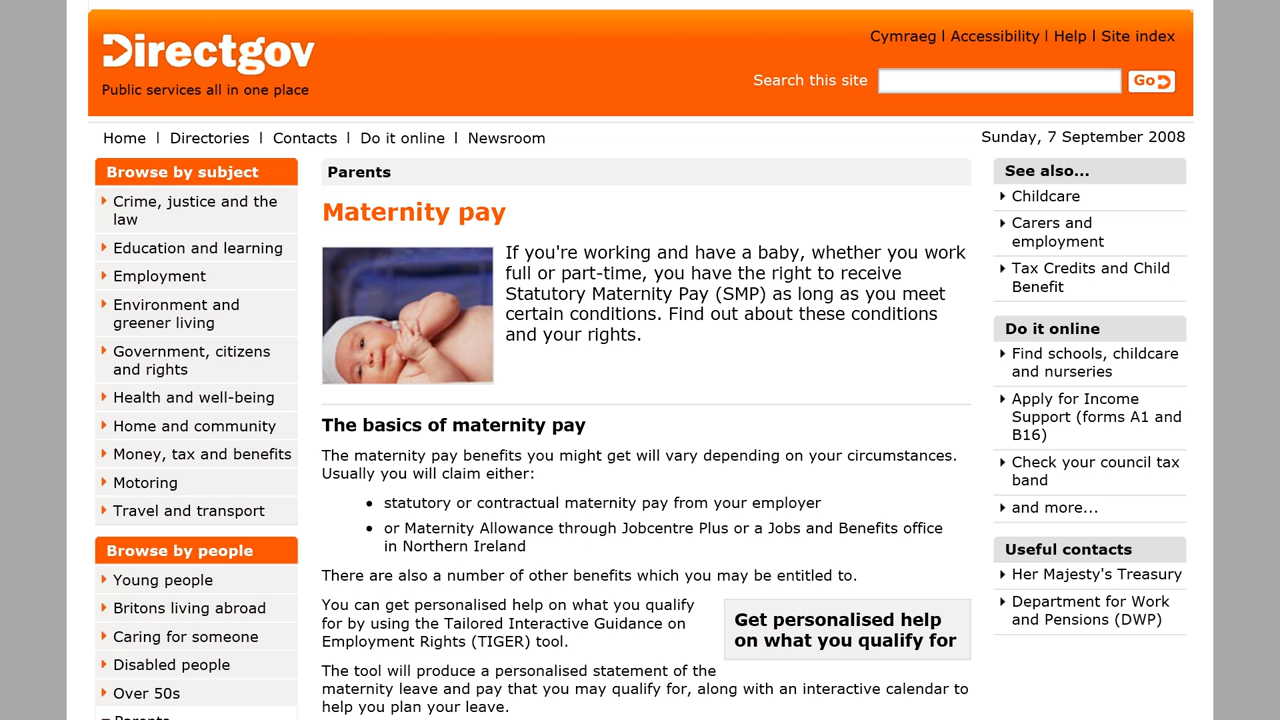 Directgov
Public services all in one place
Cymraeg | Accessibility | Help | Site index
Search this site
Go
Home | Directories | Contacts | Do it online | Newsroom
Sunday, 7 September 2008
Browse by subject
Crime, justice and the
law
Education and learning
Employment
Environment and
greener living
Government, citizens
and rights
Health and well-being
Home and community
Money, tax and benefits
Motoring
Travel and transport
Browse by people
Young people
Britons living abroad
Caring for someone
Disabled people
Over 50s
Parents
Parents
Maternity pay
If you're working and have a baby, whether you work
full or part-time, you have the right to receive
Statutory Maternity Pay (SMP) as long as you meet
certain conditions. Find out about these conditions
and your rights.
The basics of maternity pay
The maternity pay benefits you might get will vary depending on your circumstances.
Usually you will claim either:
• statutory or contractual maternity pay from your employer
• or Maternity Allowance through Jobcentre Plus or a Jobs and Benefits office
in Northern Ireland
There are also a number of other benefits which you may be entitled to.
You can get personalised help on what you qualify
for by using the Tailored Interactive Guidance on
Employment Rights (TIGER) tool.
Get personalised help
on what you qualify for
The tool will produce a personalised statement of the
maternity leave and pay that you may qualify for, along with an interactive calendar to
help you plan your leave.
See also...
Childcare
Carers and
employment
Tax Credits and Child
Benefit
Do it online
Find schools, childcare
and nurseries
Apply for Income
Support (forms A1 and
B16)
Check your council tax
band
and more...
Useful contacts
Her Majesty's Treasury
Department for Work
and Pensions (DWP)